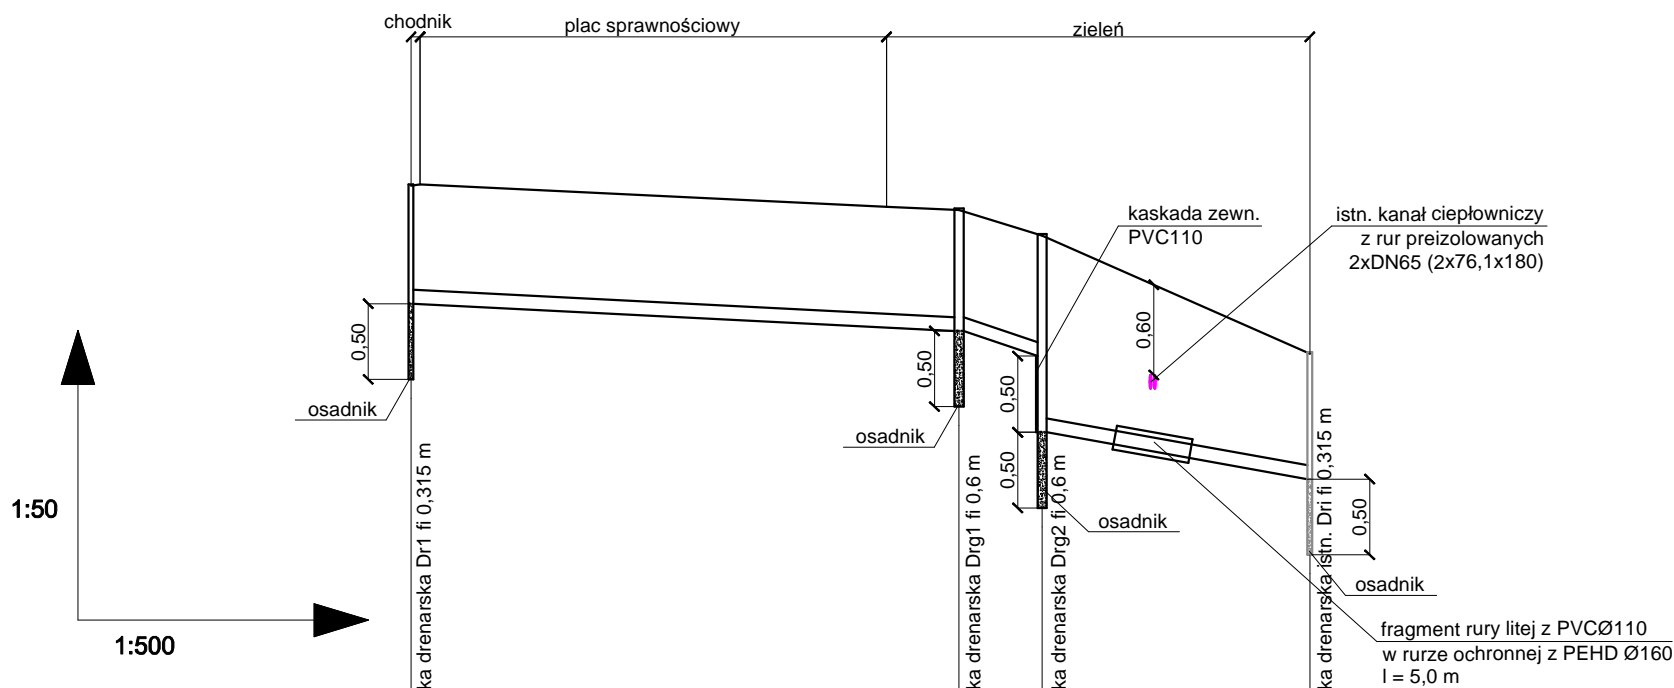 chodnik
plac sprawnościowy
zieleń
kaskada zewn.
PVC110
istn. kanał ciepłowniczy
z rur preizolowanych
2xDN65 (2x76,1x180)
0,60
0,50
0,50
0,50
0,50
0,50
osadnik
osadnik
osadnik
osadnik
1:50
1:500
ka drenarska Dr1 fi 0,315 m
ka drenarska Drg1 fi 0,6 m
ka drenarska Drg2 fi 0,6 m
ka drenarska istn. Dri fi 0,315 m
fragment rury litej z PVCØ110
w rurze ochronnej z PEHD Ø160
l = 5,0 m